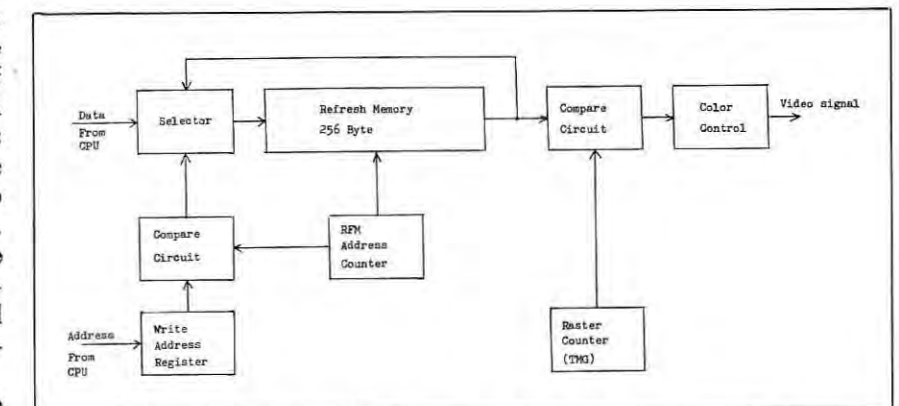 Data
From
CPU
Selector
Refresh Memory
256 Byte
Compare
Circuit
Color
Control
Video signal
Compare
Circuit
RFM
Address
Counter
Address
From
CPU
Write
Address
Register
Raster
Counter
(TMG)